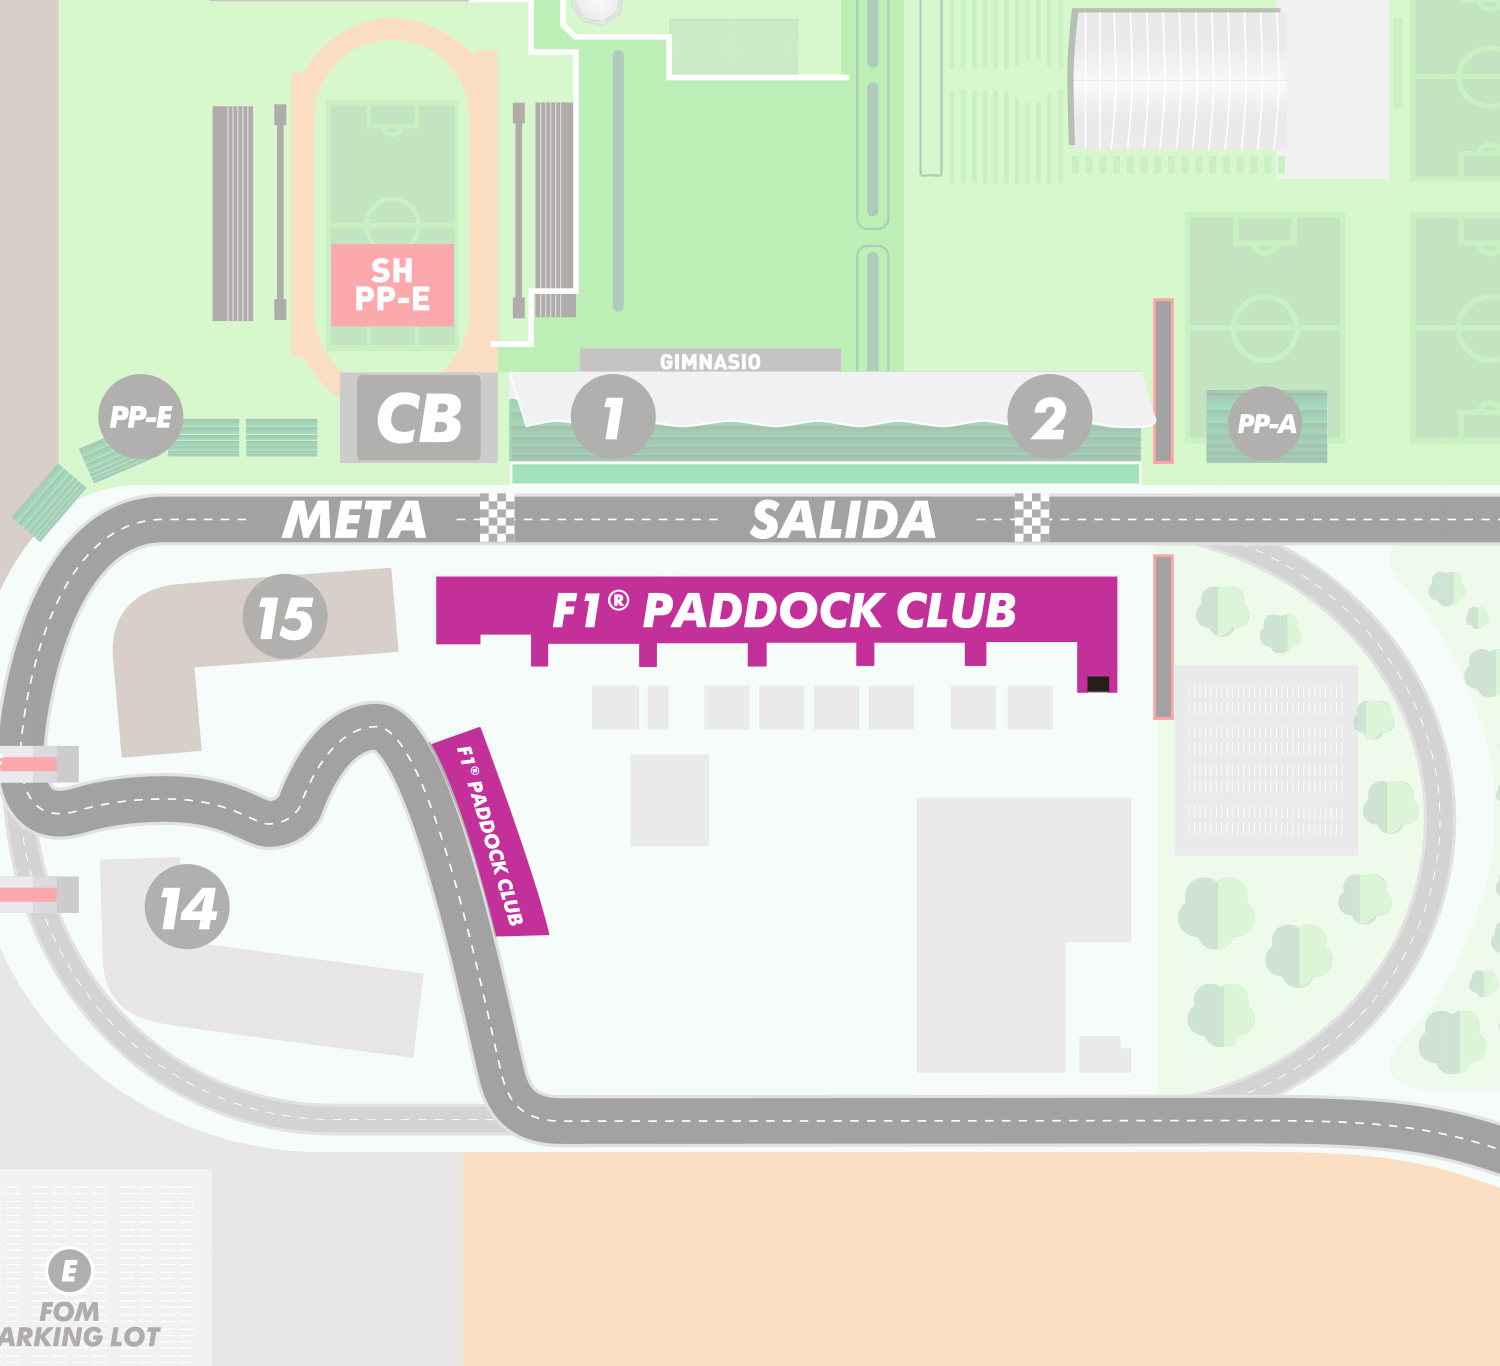 SH
PP-E
GIMNASIO
PP-E
CB
1
2
PP-A
META
SALIDA
15
F1® PADDOCK CLUB
F1® PADDOCK CLUB
14
E
FOM
ARKING LOT